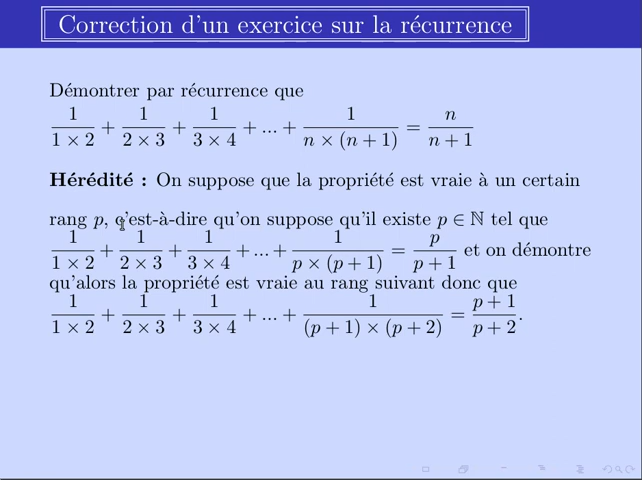 Correction d'un exercice sur la récurrence
Démontrer par récurrence que
1/(1 × 2) + 1/(2 × 3) + 1/(3 × 4) + ... + 1/(n × (n + 1)) = n/(n + 1)
Hérédité : On suppose que la propriété est vraie à un certain
rang p, c'est-à-dire qu'on suppose qu'il existe p ∈ ℕ tel que
1/(1 × 2) + 1/(2 × 3) + 1/(3 × 4) + ... + 1/(p × (p + 1)) = p/(p + 1) et on démontre
qu'alors la propriété est vraie au rang suivant donc que
1/(1 × 2) + 1/(2 × 3) + 1/(3 × 4) + ... + 1/((p + 1) × (p + 2)) = (p + 1)/(p + 2).